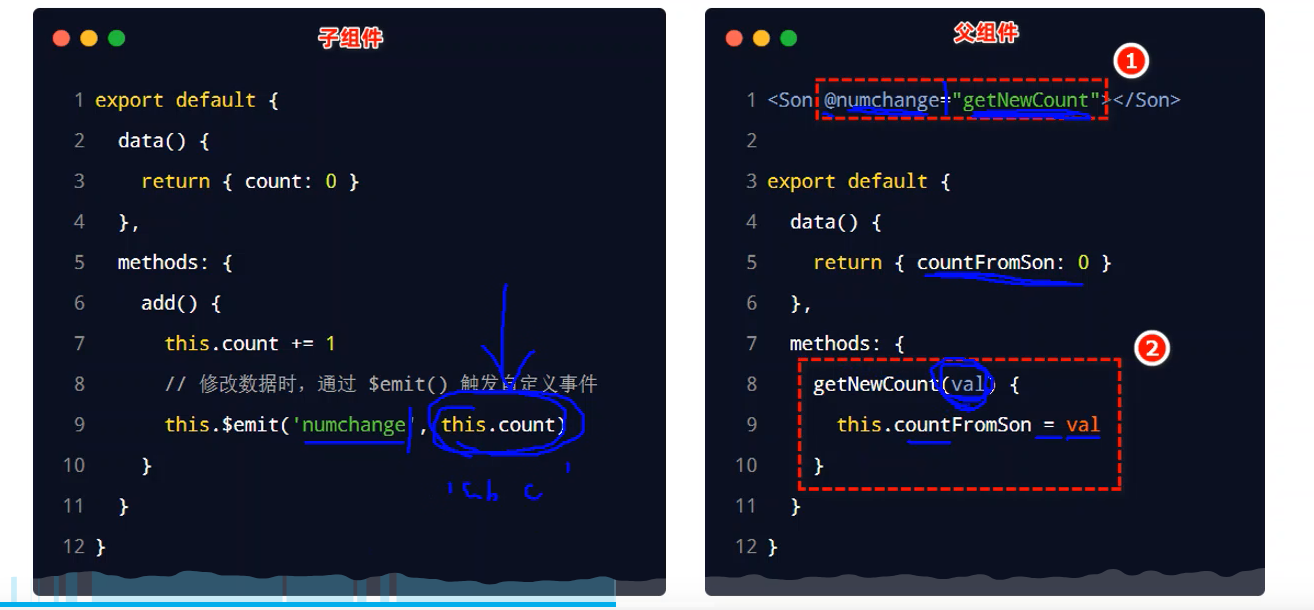 子组件
1 export default {
2 data() {
3 return { count: 0 }
4 },
5 methods: {
6 add() {
7 this.count += 1
8 // 修改数据时，通过 $emit() 触发自定义事件
9 this.$emit('numchange', this.count)
10 }
11 }
12 }
'ab c'
父组件
1
1 <Son @numchange="getNewCount"></Son>
2
3 export default {
4 data() {
5 return { countFromSon: 0 }
6 },
7 methods: {
2
8 getNewCount(val) {
9 this.countFromSon = val
10 }
11 }
12 }